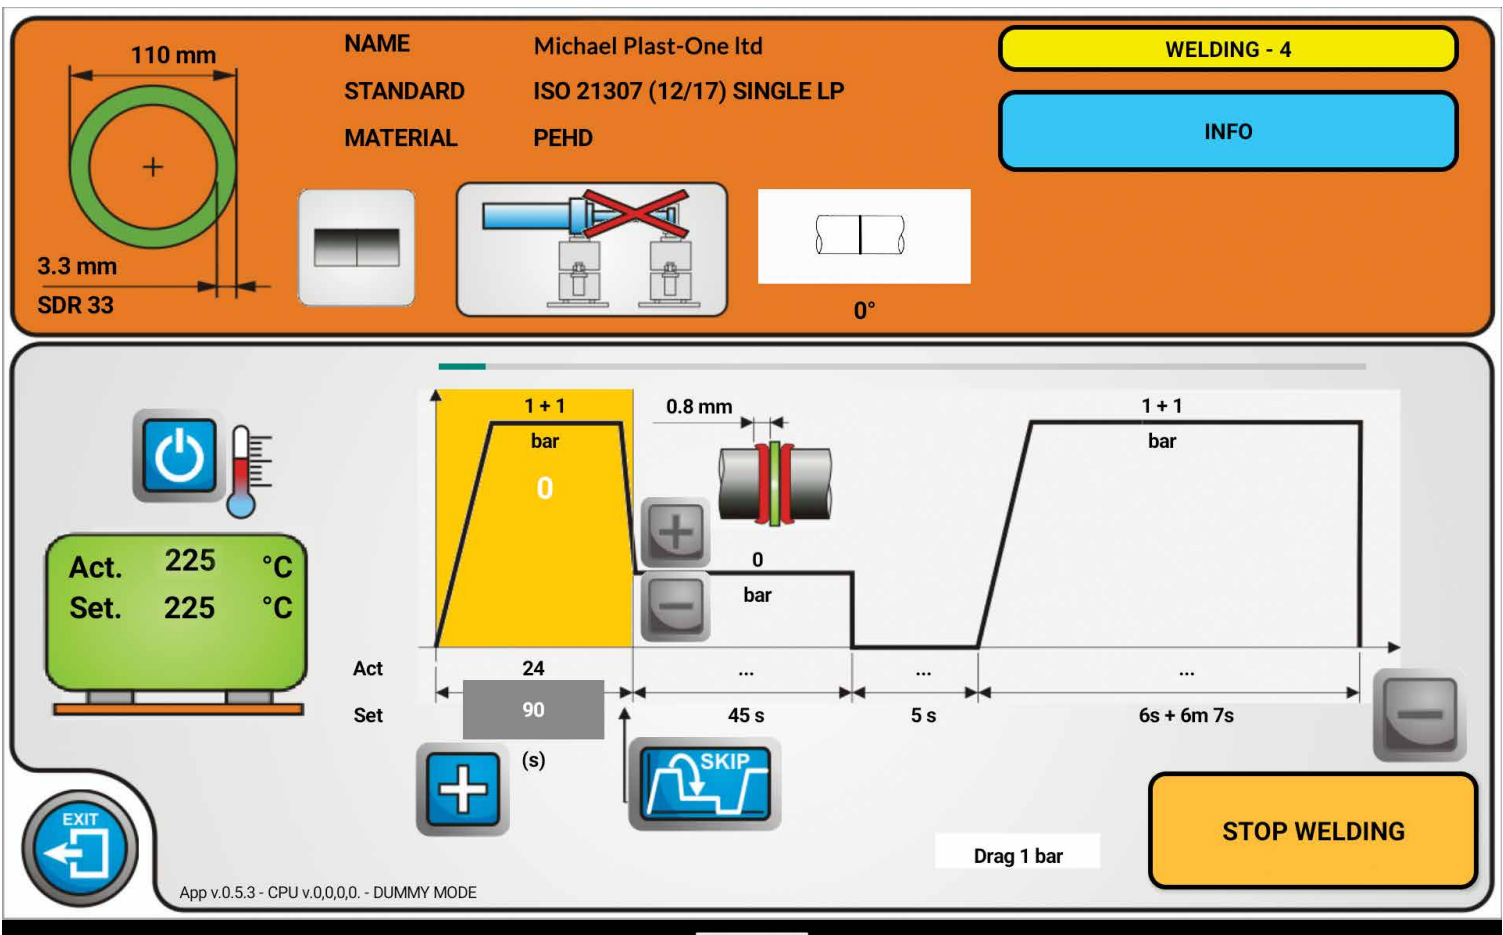 110 mm
3.3 mm
SDR 33
NAME Michael Plast-One ltd
STANDARD ISO 21307 (12/17) SINGLE LP
MATERIAL PEHD
0°
WELDING - 4
INFO
Act. 225 °C
Set. 225 °C
1 + 1
bar
0
0.8 mm
0
bar
1 + 1
bar
Act 24 ... ... ...
Set 90 45 s 5 s 6s + 6m 7s
(s)
SKIP
EXIT
Drag 1 bar
STOP WELDING
App v.0.5.3 - CPU v.0,0,0,0. - DUMMY MODE